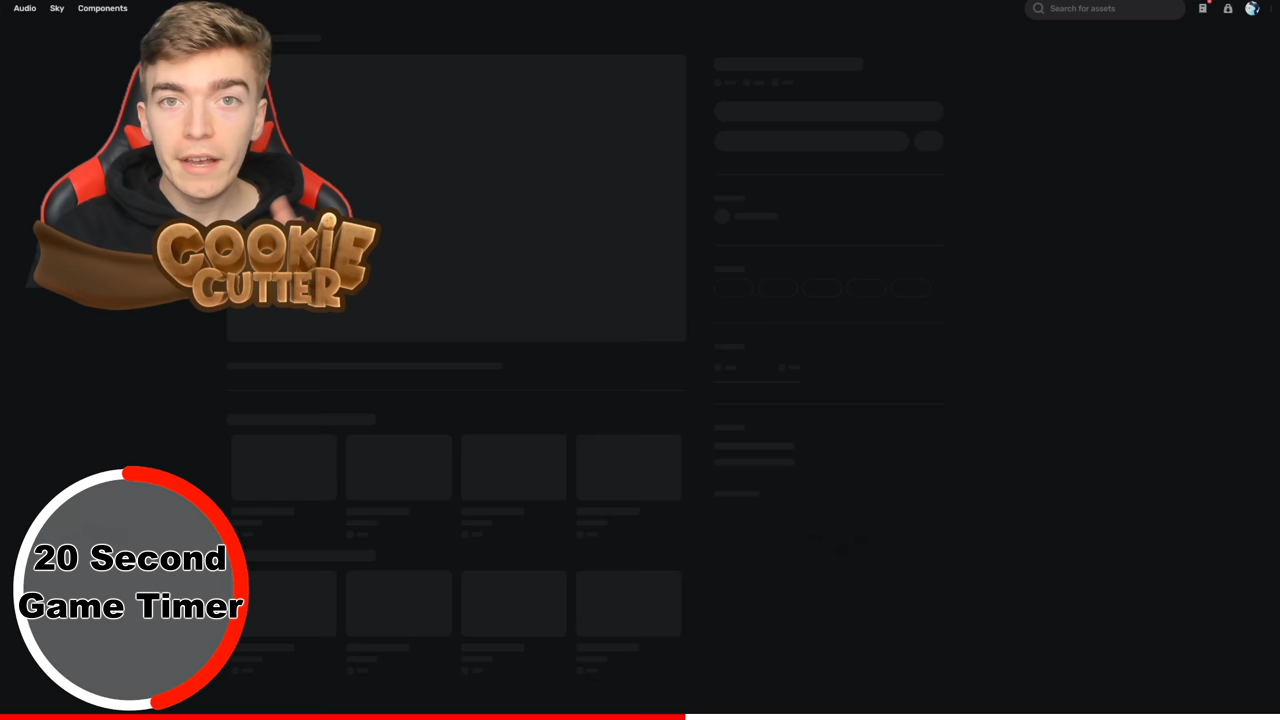 Audio
Sky
Components
Search for assets
COOKiE
CUTTER
20 Second
Game Timer